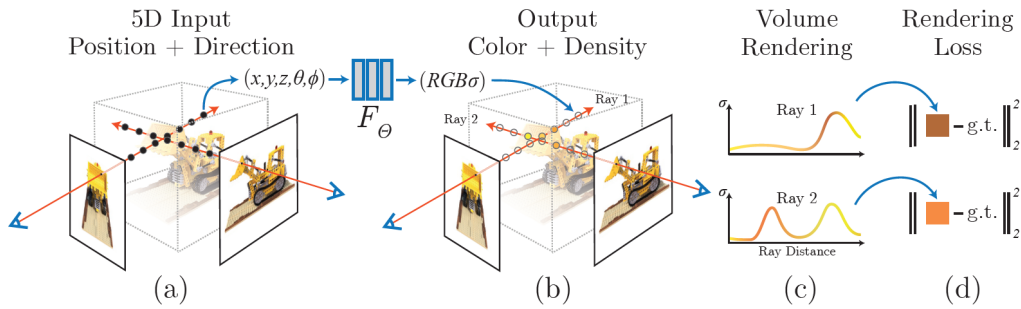 5D Input
Position + Direction
Output
Color + Density
Volume
Rendering
Rendering
Loss
(x,y,z,θ,ϕ)
F_Θ
(RGBσ)
Ray 1
Ray 2
σ
Ray 1
‖ - g.t. ‖²₂
σ
Ray 2
‖ - g.t. ‖²₂
Ray Distance
(a)
(b)
(c)
(d)